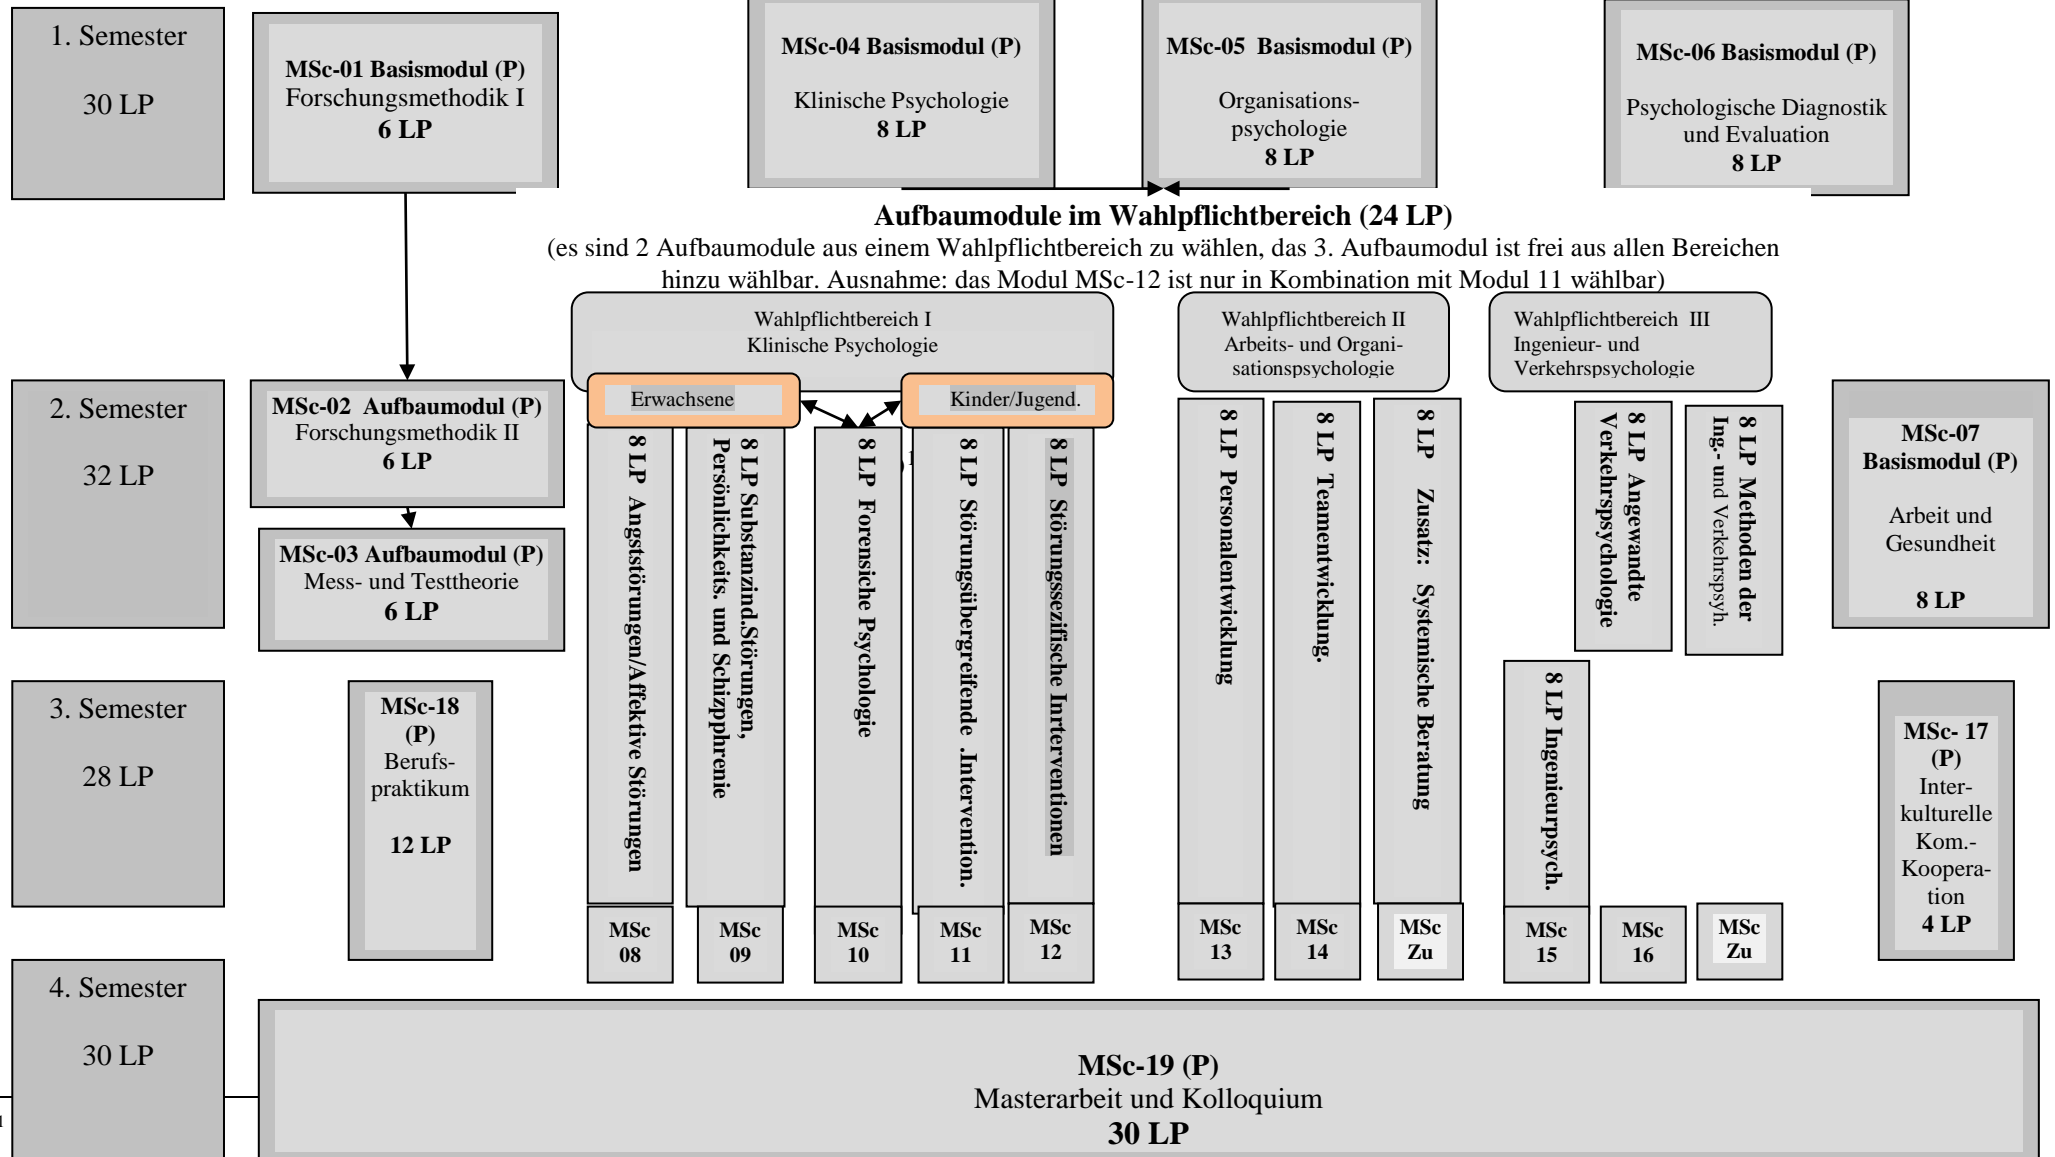 1. Semester
30 LP
MSc-01 Basismodul (P)
Forschungsmethodik I
6 LP
MSc-04 Basismodul (P)
Klinische Psychologie
8 LP
MSc-05  Basismodul (P)
Organisations-
psychologie
8 LP
MSc-06 Basismodul (P)
Psychologische Diagnostik
und Evaluation
8 LP
Aufbaumodule im Wahlpflichtbereich (24 LP)
(es sind 2 Aufbaumodule aus einem Wahlpflichtbereich zu wählen, das 3. Aufbaumodul ist frei aus allen Bereichen
hinzu wählbar. Ausnahme: das Modul MSc-12 ist nur in Kombination mit Modul 11 wählbar)
Wahlpflichtbereich I
Klinische Psychologie
Wahlpflichtbereich II
Arbeits- und Organi-
sationspsychologie
Wahlpflichtbereich  III
Ingenieur- und
Verkehrspsychologie
Erwachsene
Kinder/Jugend.
2. Semester
32 LP
MSc-02  Aufbaumodul (P)
Forschungsmethodik II
6 LP
MSc-03 Aufbaumodul (P)
Mess- und Testtheorie
6 LP
8 LP  Angststörungen/Affektive Störungen
8 LP Substanzind.Störungen,
Persönlichkeits. und Schizpphrenie
8 LP  Forensiche Psychologie
)1
8 LP  Störungsübergreifende .Intervention.
8 LP  Störungssezifische Inrterventionen
8 LP  Personalentwicklung
8 LP  Teamentwicklung.
8 LP   Zusatz:   Systemische Beratung
8 LP  Angewandte
Verkehrspsychologie
8 LP  Methoden der
Ing.- und Verkehrspsyh.
MSc-07
Basismodul (P)
Arbeit und
Gesundheit
8 LP
3. Semester
28 LP
MSc-18
(P)
Berufs-
praktikum
12 LP
8 LP Ingenieurpsych.
MSc- 17
(P)
Inter-
kulturelle
Kom.-
Koopera-
tion
4 LP
MSc
08
MSc
09
MSc
10
MSc
11
MSc
12
MSc
13
MSc
14
MSc
Zu
MSc
15
MSc
16
MSc
Zu
4. Semester
30 LP
MSc-19 (P)
Masterarbeit und Kolloquium
30 LP
1